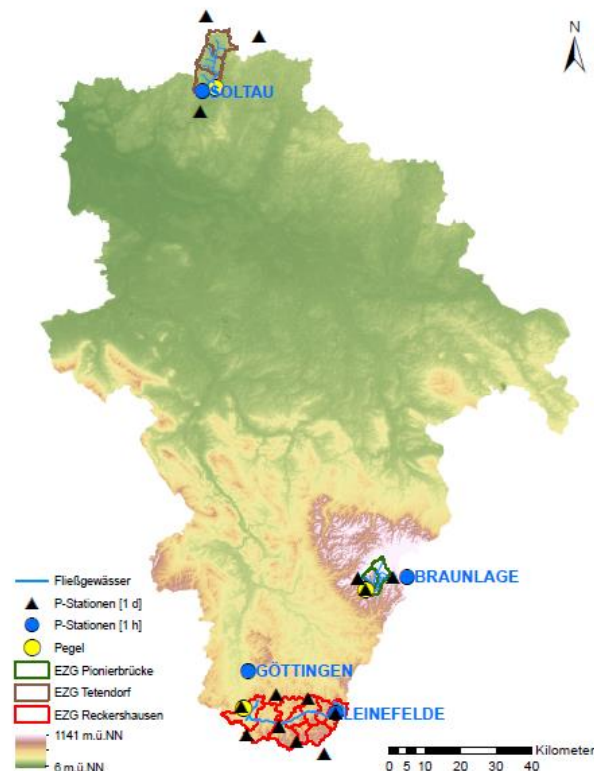 N
SOLTAU
BRAUNLAGE
GÖTTINGEN
LEINEFELDE
Fließgewässer
P-Stationen [1 d]
P-Stationen [1 h]
Pegel
EZG Pionierbrücke
EZG Tetendorf
EZG Reckershausen
1141 m.ü.NN
6 m.ü.NN
Kilometer
0 5 10 20 30 40